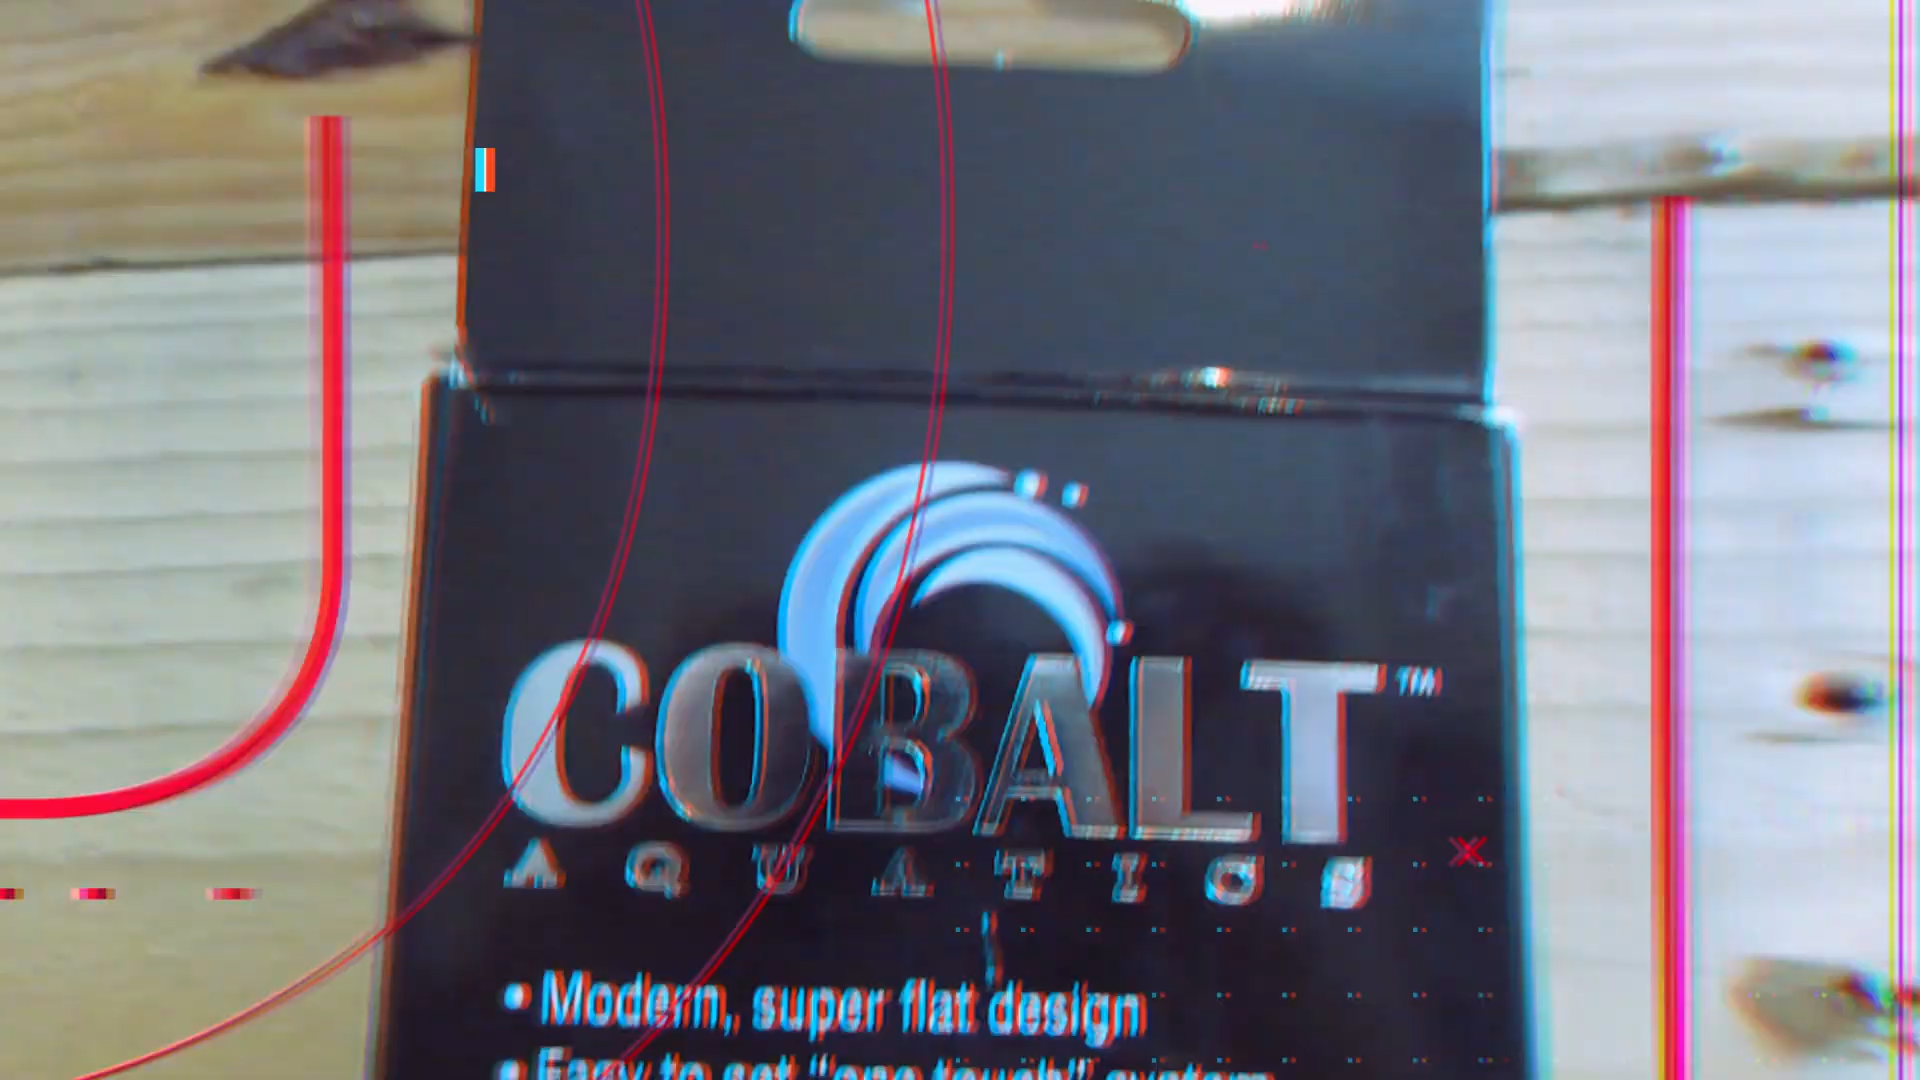 COBALT™
AQUATICS
• Modern, super flat design
• Easy to set "one touch" system